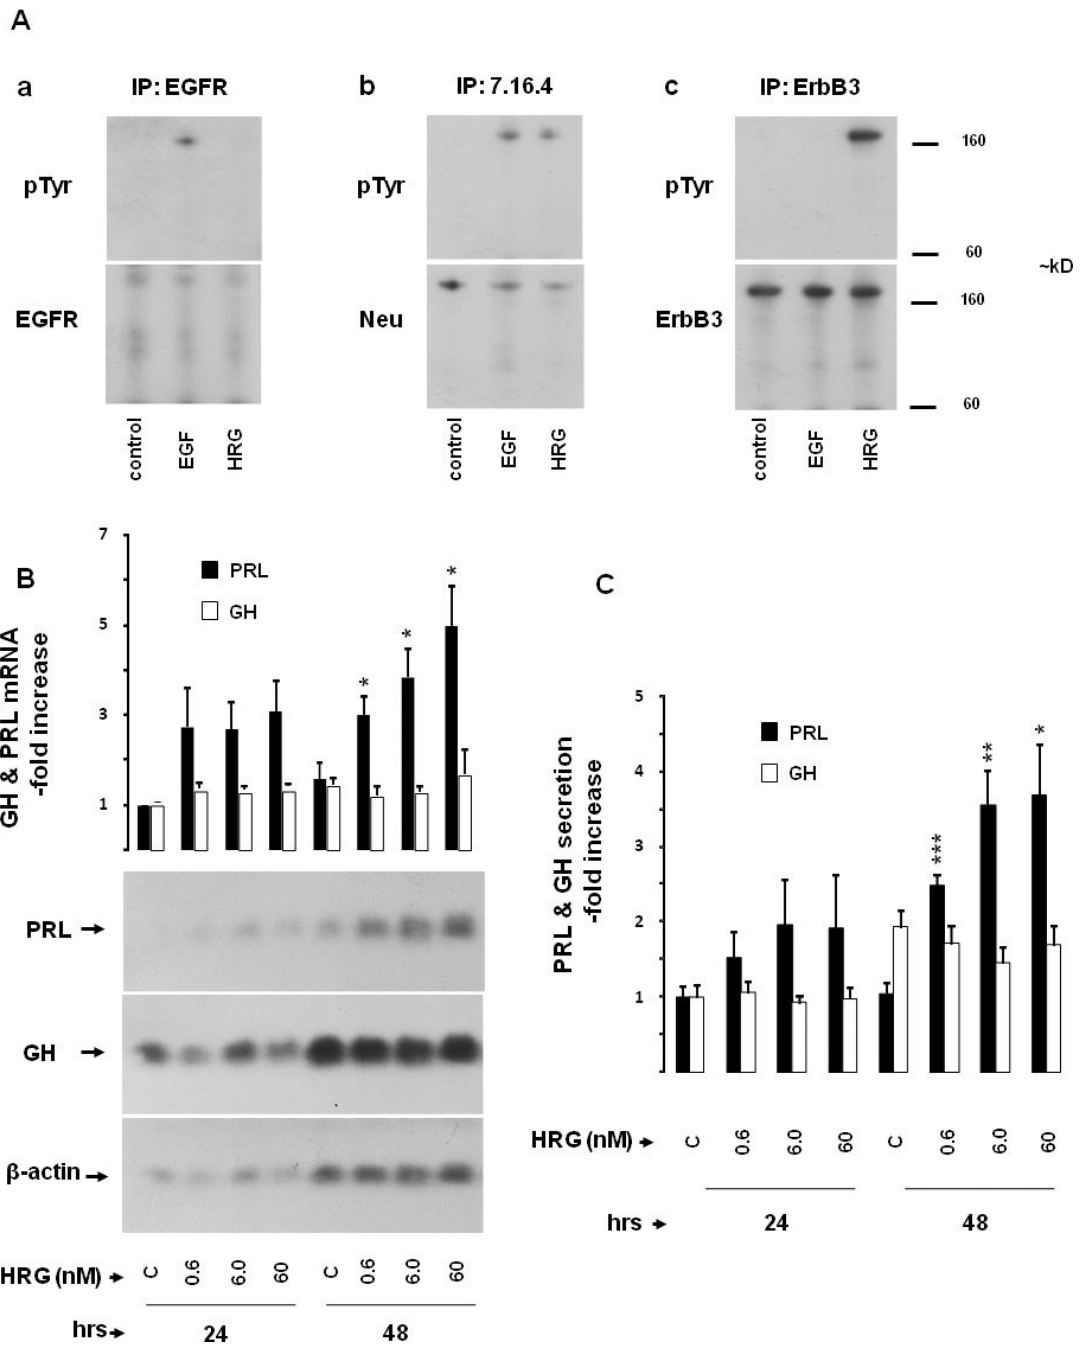 A
a IP: EGFR b IP: 7.16.4 c IP: ErbB3
pTyr pTyr pTyr 160
60
~kD
EGFR Neu ErbB3 160
60
control EGF HRG control EGF HRG control EGF HRG
B
GH & PRL mRNA
-fold increase
7
5
3
1
PRL
GH
* * *
PRL
GH
β-actin
HRG (nM) C 0.6 6.0 60 C 0.6 6.0 60
hrs 24 48
C
PRL & GH secretion
-fold increase
5
4
3
2
1
PRL
GH
*** ** *
HRG (nM) C 0.6 6.0 60 C 0.6 6.0 60
hrs 24 48